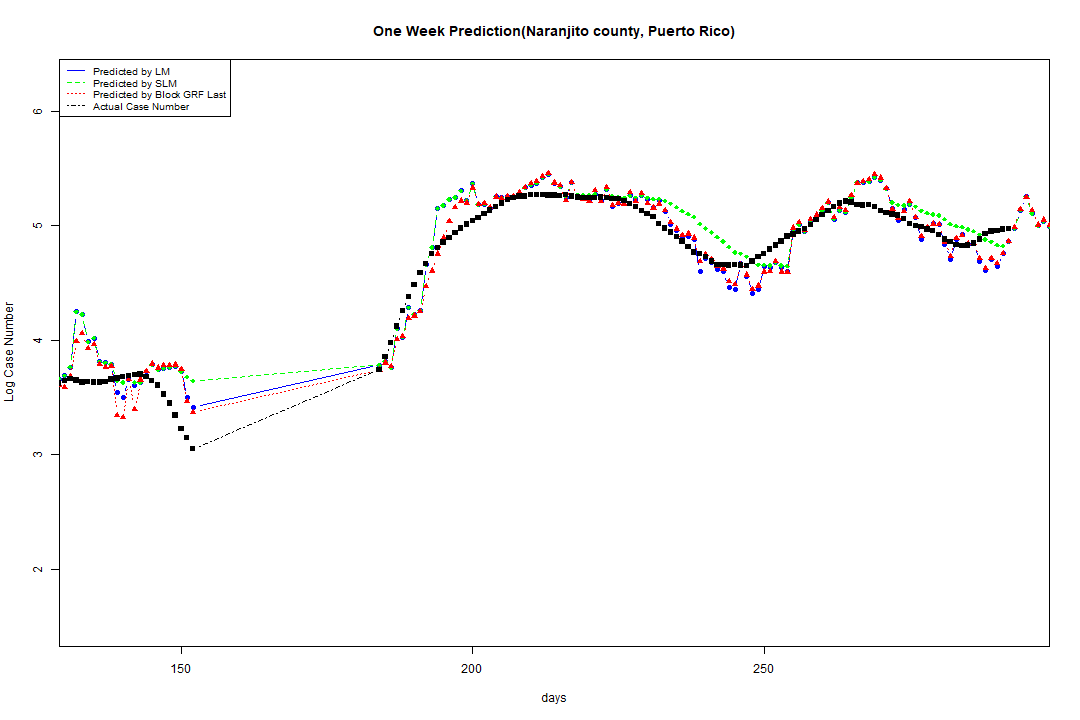 One Week Prediction(Naranjito county, Puerto Rico)
Predicted by LM
Predicted by SLM
Predicted by Block GRF Last
Actual Case Number
6
5
4
3
2
Log Case Number
150
200
250
days